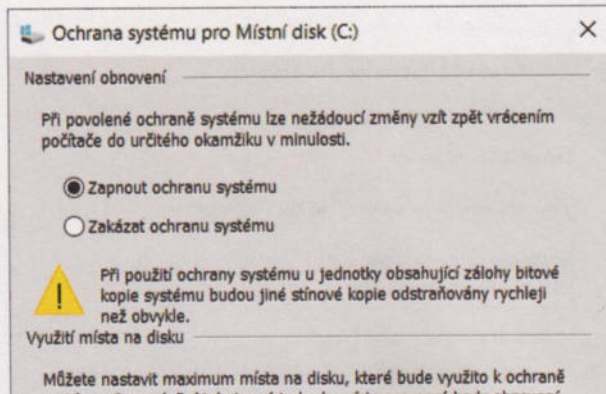 Ochrana systému pro Místní disk (C:)
Nastavení obnovení
Při povolené ochraně systému lze nežádoucí změny vzít zpět vrácením
počítače do určitého okamžiku v minulosti.
Zapnout ochranu systému
Zakázat ochranu systému
Při použití ochrany systému u jednotky obsahující zálohy bitové
kopie systému budou jiné stínové kopie odstraňovány rychleji
než obvykle.
Využití místa na disku
Můžete nastavit maximum místa na disku, které bude využito k ochraně